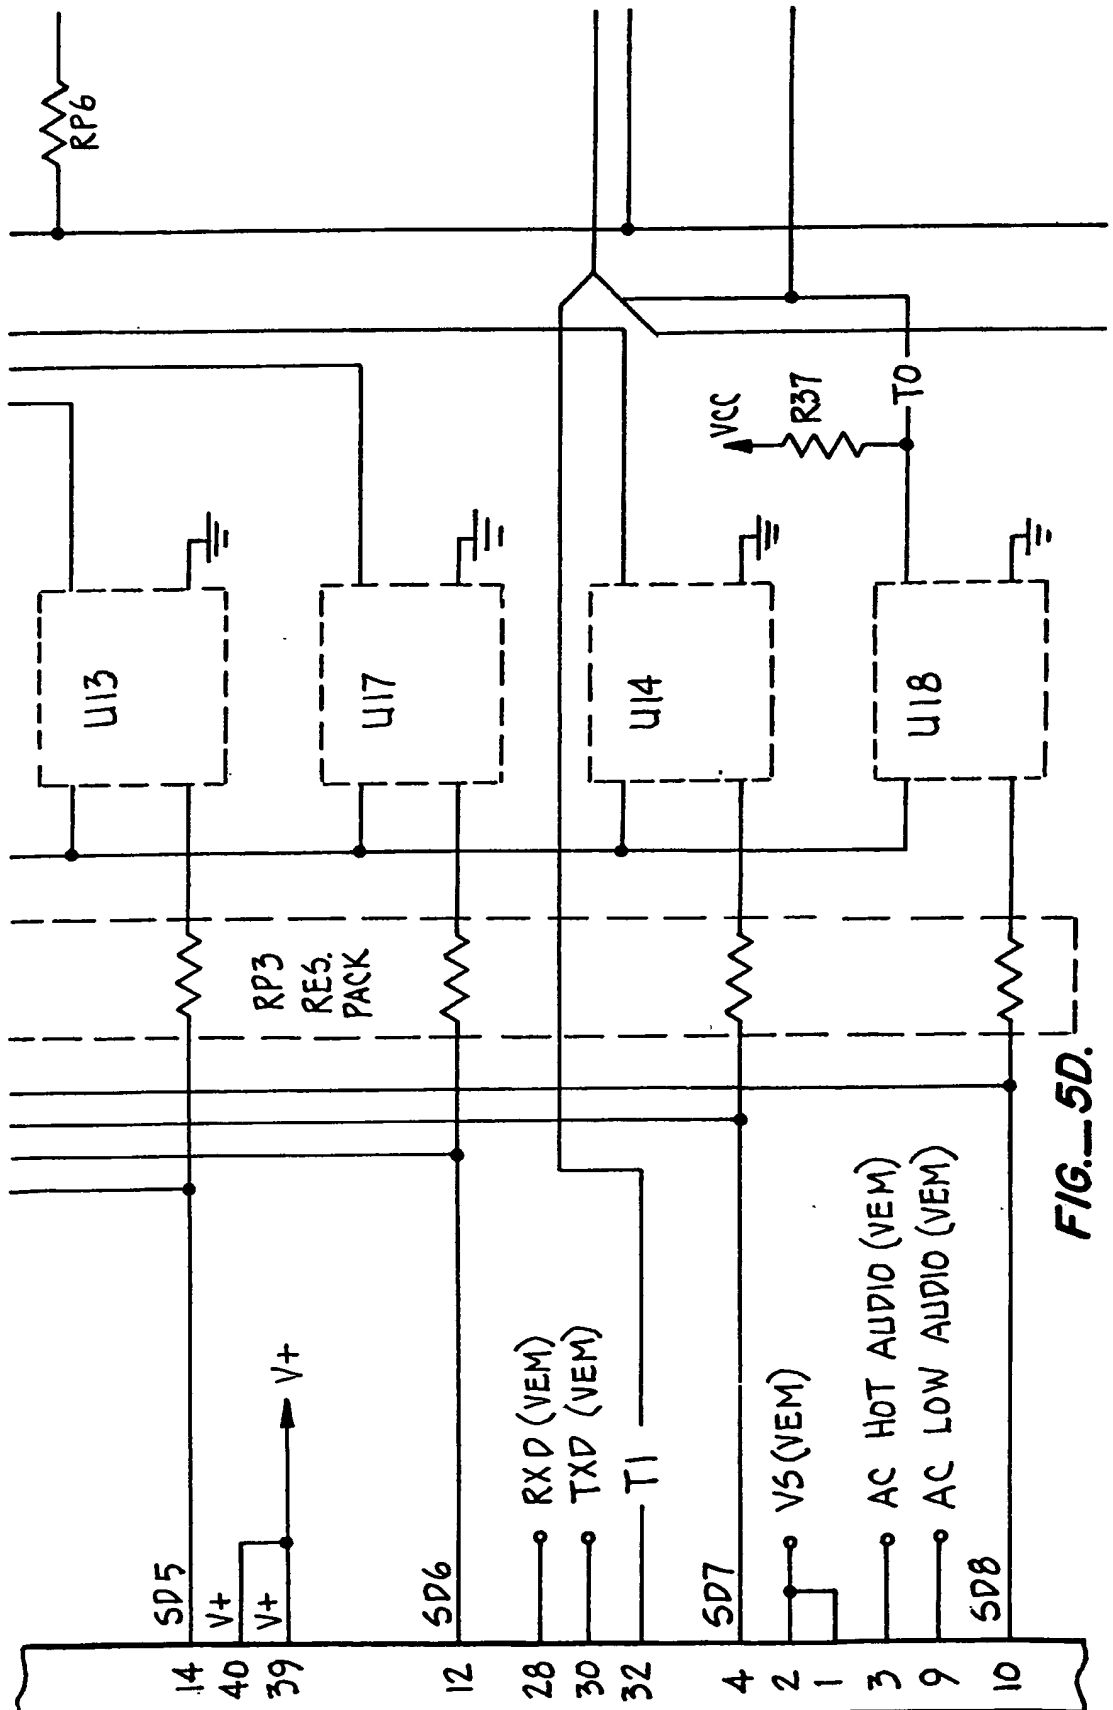 RP6
VCC
R37
TO
U13
U17
U14
U18
RP3
RES.
PACK
V+
SD5
V+
V+
SD6
RXD (VEM)
TXD (VEM)
T1
SD7
VS (VEM)
AC HOT AUDIO (VEM)
AC LOW AUDIO (VEM)
SD8
14
40
39
12
28
30
32
4
2
1
3
9
10
FIG.__5D.